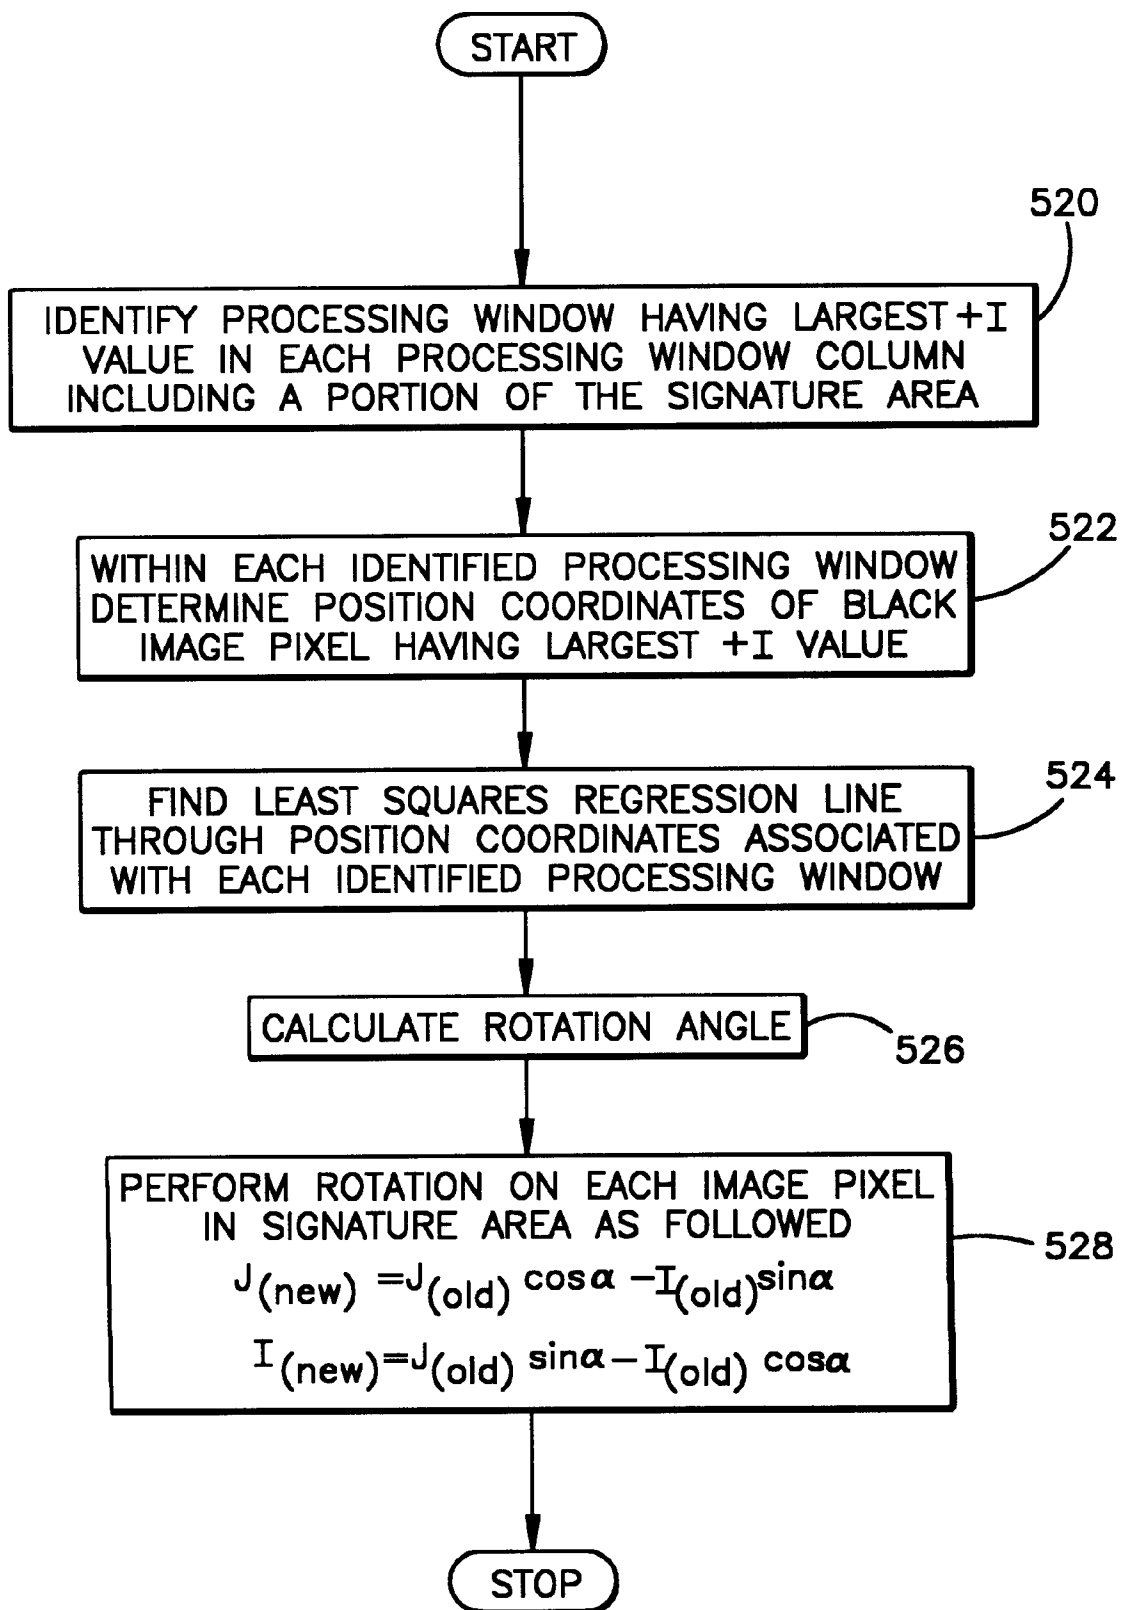 START
520
IDENTIFY PROCESSING WINDOW HAVING LARGEST +I
VALUE IN EACH PROCESSING WINDOW COLUMN
INCLUDING A PORTION OF THE SIGNATURE AREA
522
WITHIN EACH IDENTIFIED PROCESSING WINDOW
DETERMINE POSITION COORDINATES OF BLACK
IMAGE PIXEL HAVING LARGEST +I VALUE
524
FIND LEAST SQUARES REGRESSION LINE
THROUGH POSITION COORDINATES ASSOCIATED
WITH EACH IDENTIFIED PROCESSING WINDOW
CALCULATE ROTATION ANGLE
526
PERFORM ROTATION ON EACH IMAGE PIXEL
IN SIGNATURE AREA AS FOLLOWED
528
J(new) =J(old) cosα -I(old)sinα
I(new)=J(old) sinα-I(old) cosα
STOP